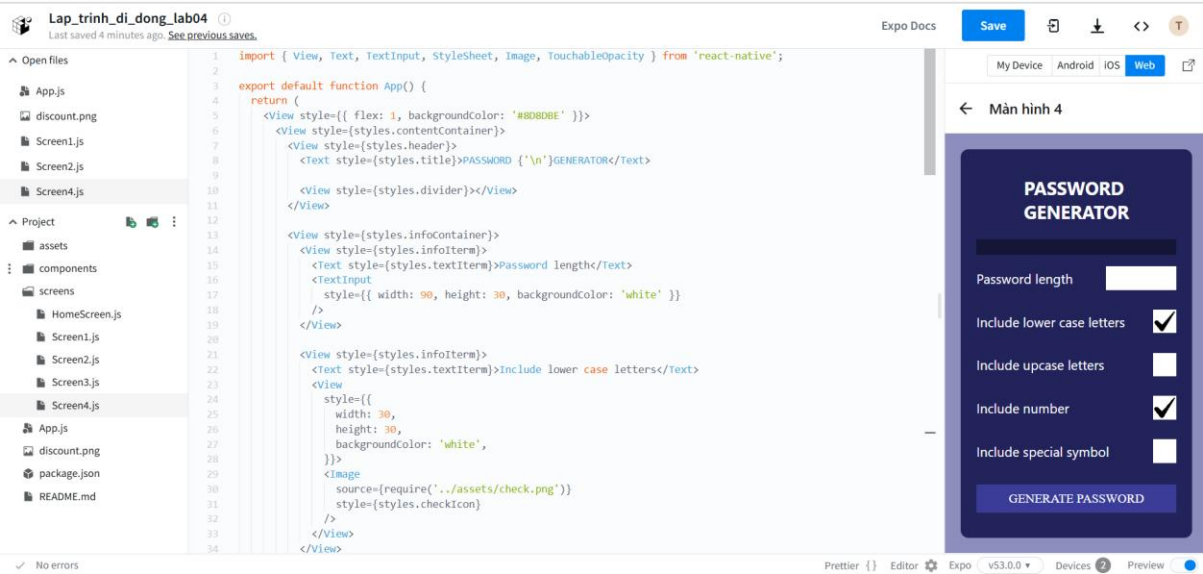 Lap_trinh_di_dong_lab04
Last saved 4 minutes ago. See previous saves.
Expo Docs
Save
T
Open files
App.js
discount.png
Screen1.js
Screen2.js
Screen4.js
Project
assets
components
screens
HomeScreen.js
Screen1.js
Screen2.js
Screen3.js
Screen4.js
App.js
discount.png
package.json
README.md
1 import { View, Text, TextInput, StyleSheet, Image, TouchableOpacity } from 'react-native';
2
3 export default function App() {
4 return (
5 <View style={{ flex: 1, backgroundColor: '#8D8DBE' }}>
6 <View style={styles.contentContainer}>
7 <View style={styles.header}>
8 <Text style={styles.title}>PASSWORD {'\n'}GENERATOR</Text>
9
10 <View style={styles.divider}></View>
11 </View>
12
13 <View style={styles.infoContainer}>
14 <View style={styles.infoIterm}>
15 <Text style={styles.textIterm}>Password length</Text>
16 <TextInput
17 style={{ width: 90, height: 30, backgroundColor: 'white' }}
18 />
19 </View>
20
21 <View style={styles.infoIterm}>
22 <Text style={styles.textIterm}>Include lower case letters</Text>
23 <View
24 style={{
25 width: 30,
26 height: 30,
27 backgroundColor: 'white',
28 }}>
29 <Image
30 source={require('../assets/check.png')}
31 style={styles.checkIcon}
32 />
33 </View>
34 </View>
My Device Android iOS Web
Màn hình 4
PASSWORD
GENERATOR
Password length
Include lower case letters
Include upcase letters
Include number
Include special symbol
GENERATE PASSWORD
No errors
Prettier {} Editor Expo v53.0.0 Devices 2 Preview